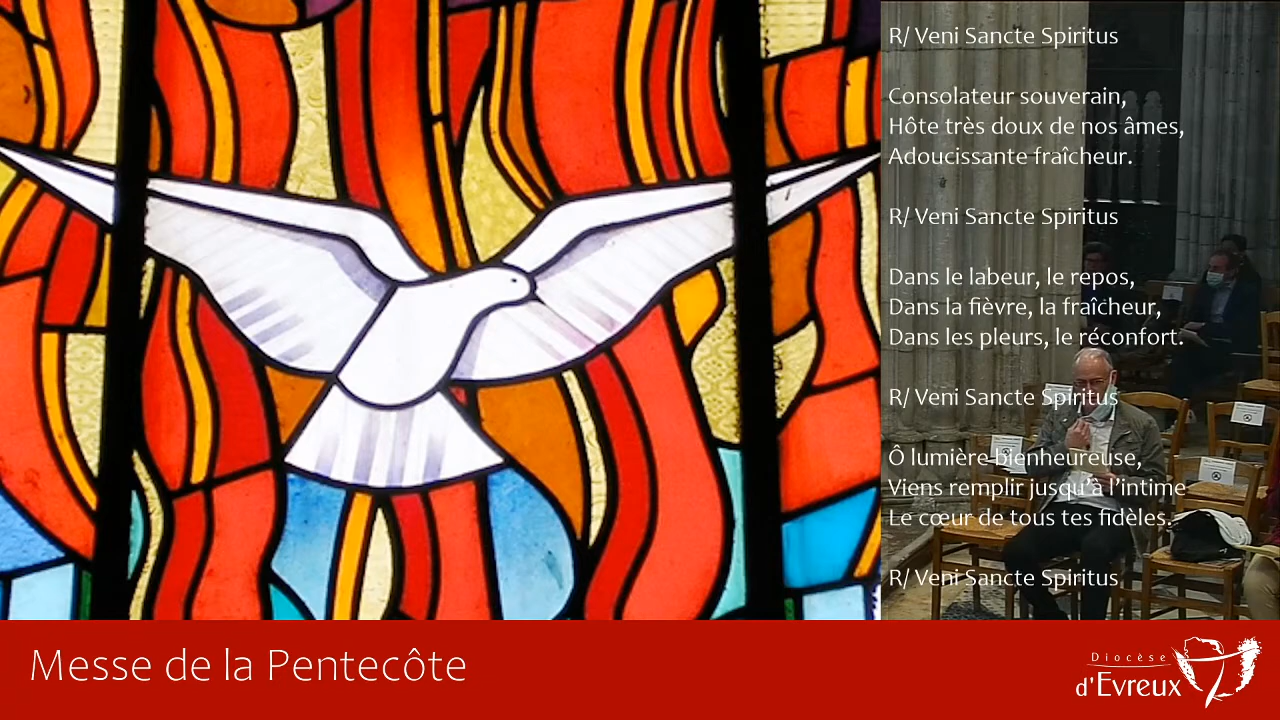 R/ Veni Sancte Spiritus
Consolateur souverain,
Hôte très doux de nos âmes,
Adoucissante fraîcheur.
R/ Veni Sancte Spiritus
Dans le labeur, le repos,
Dans la fièvre, la fraîcheur,
Dans les pleurs, le réconfort.
R/ Veni Sancte Spiritus
Ô lumière bienheureuse,
Viens remplir jusqu'à l'intime
Le cœur de tous tes fidèles.
R/ Veni Sancte Spiritus
Messe de la Pentecôte
Diocèse
d'Evreux